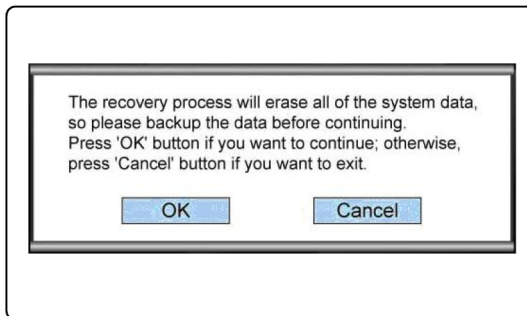 The recovery process will erase all of the system data,
so please backup the data before continuing.
Press 'OK' button if you want to continue; otherwise,
press 'Cancel' button if you want to exit.
OK Cancel